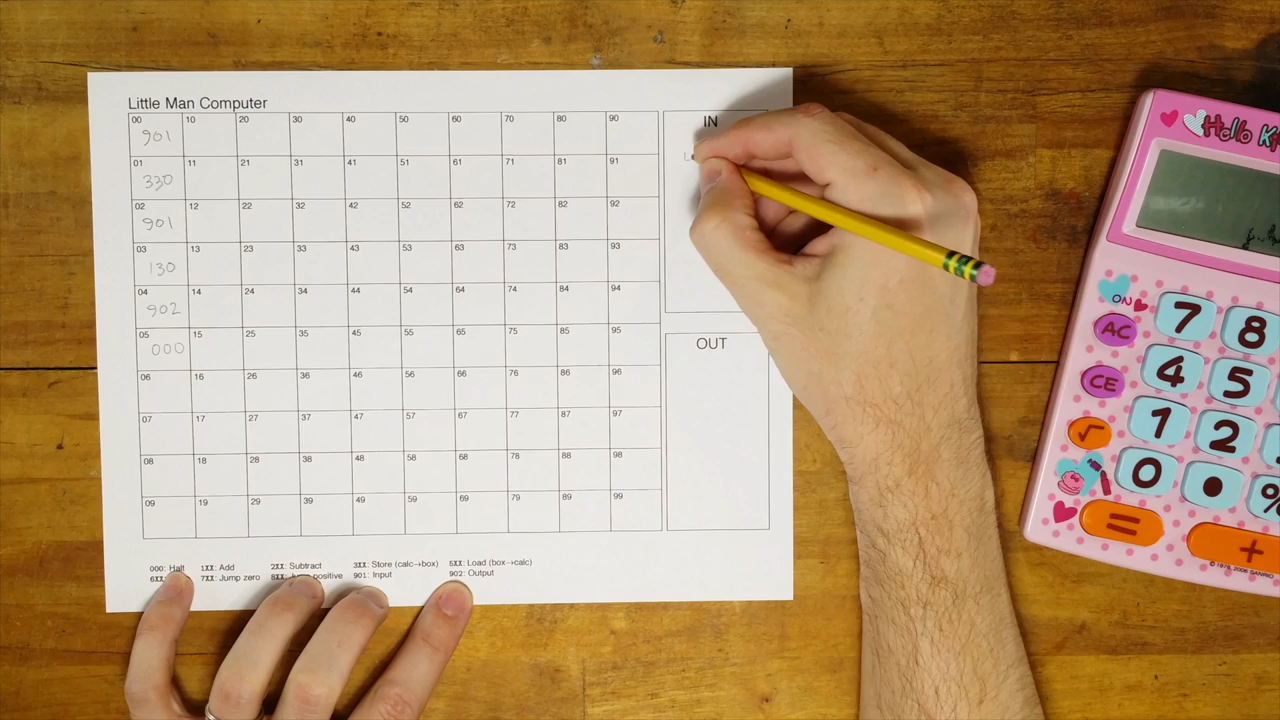 Little Man Computer
00 10 20 30 40 50 60 70 80 90
901
01 11 21 31 41 51 61 71 81 91
330
02 12 22 32 42 52 62 72 82 92
901
03 13 23 33 43 53 63 73 83 93
130
04 14 24 34 44 54 64 74 84 94
902
05 15 25 35 45 55 65 75 85 95
000
06 16 26 36 46 56 66 76 86 96
07 17 27 37 47 57 67 77 87 97
08 18 28 38 48 58 68 78 88 98
09 19 29 39 49 59 69 79 89 99
IN
OUT
000: Halt 1XX: Add 2XX: Subtract 3XX: Store (calc→box) 5XX: Load (box→calc)
7XX: Jump zero 8XX: positive 901: Input 902: Output
Hello
ON
AC 7 8
CE 4 5
√ 1 2
0 • %
= +